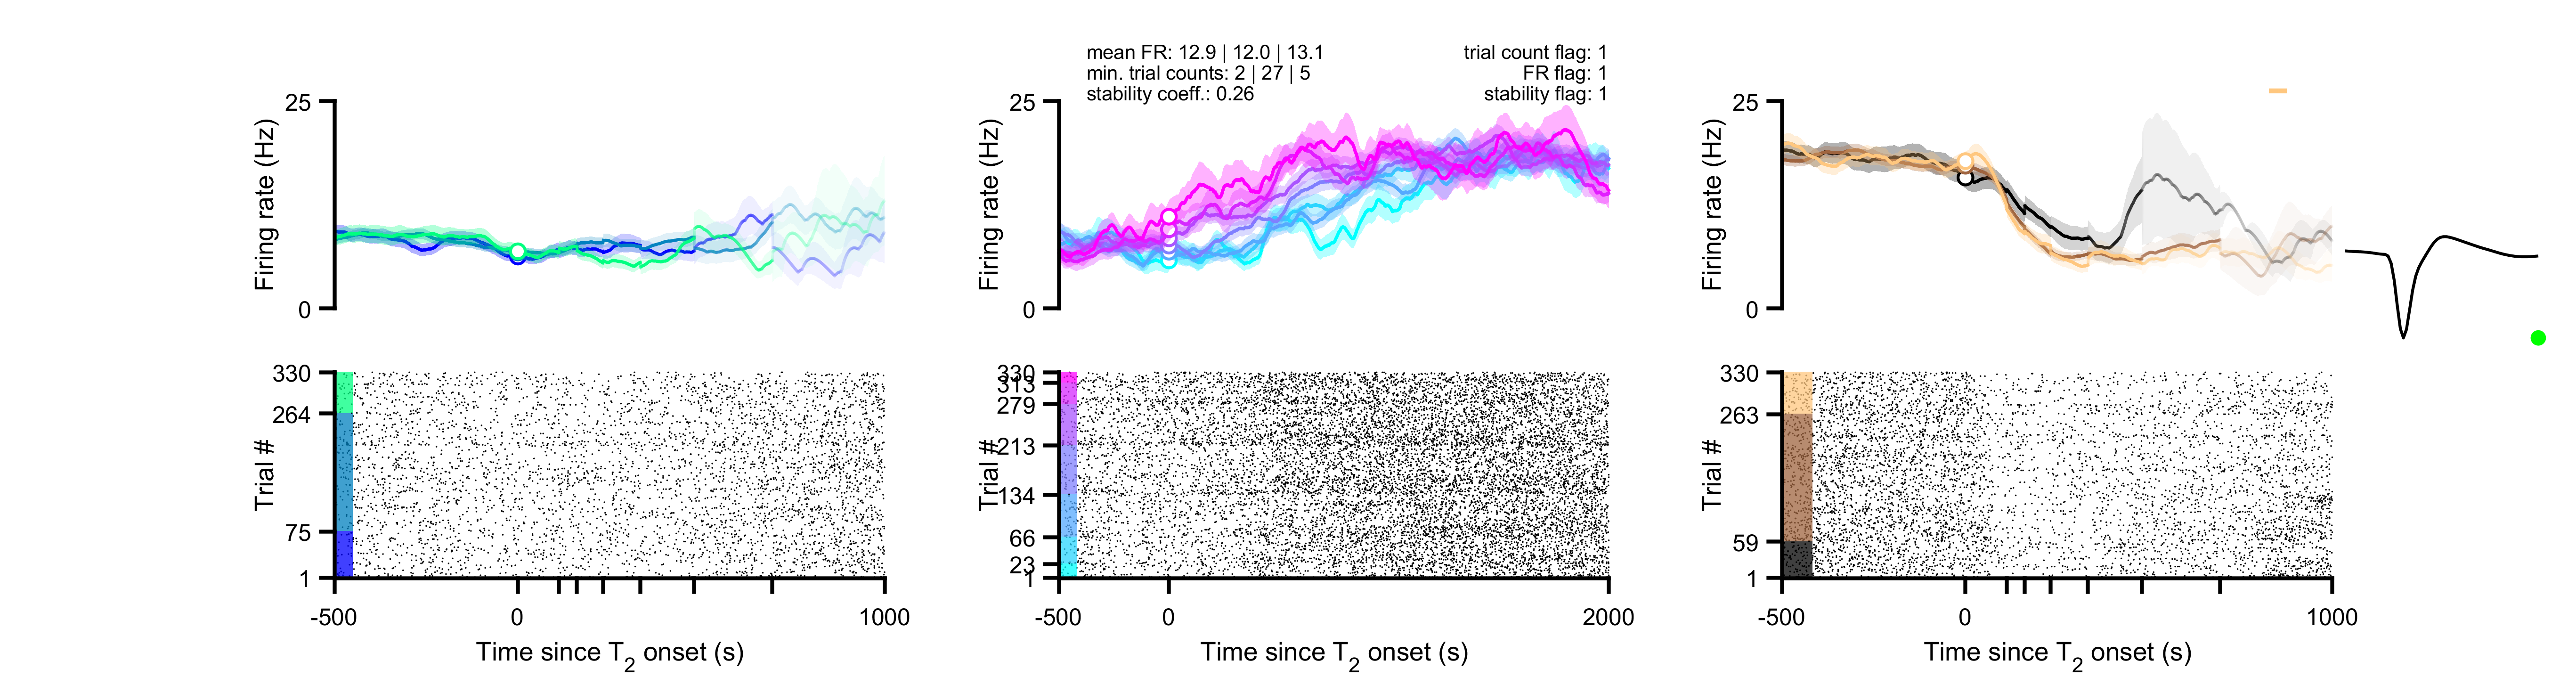 mean FR: 12.9 | 12.0 | 13.1
min. trial counts: 2 | 27 | 5
stability coeff.: 0.26
trial count flag: 1
FR flag: 1
stability flag: 1
25
Firing rate (Hz)
0
25
Firing rate (Hz)
0
25
Firing rate (Hz)
0
330
264
Trial #
75
1
-500
0
1000
Time since T2 onset (s)
330
313
279
213
Trial #
134
66
23
1
-500
0
2000
Time since T2 onset (s)
330
263
Trial #
59
1
-500
0
1000
Time since T2 onset (s)